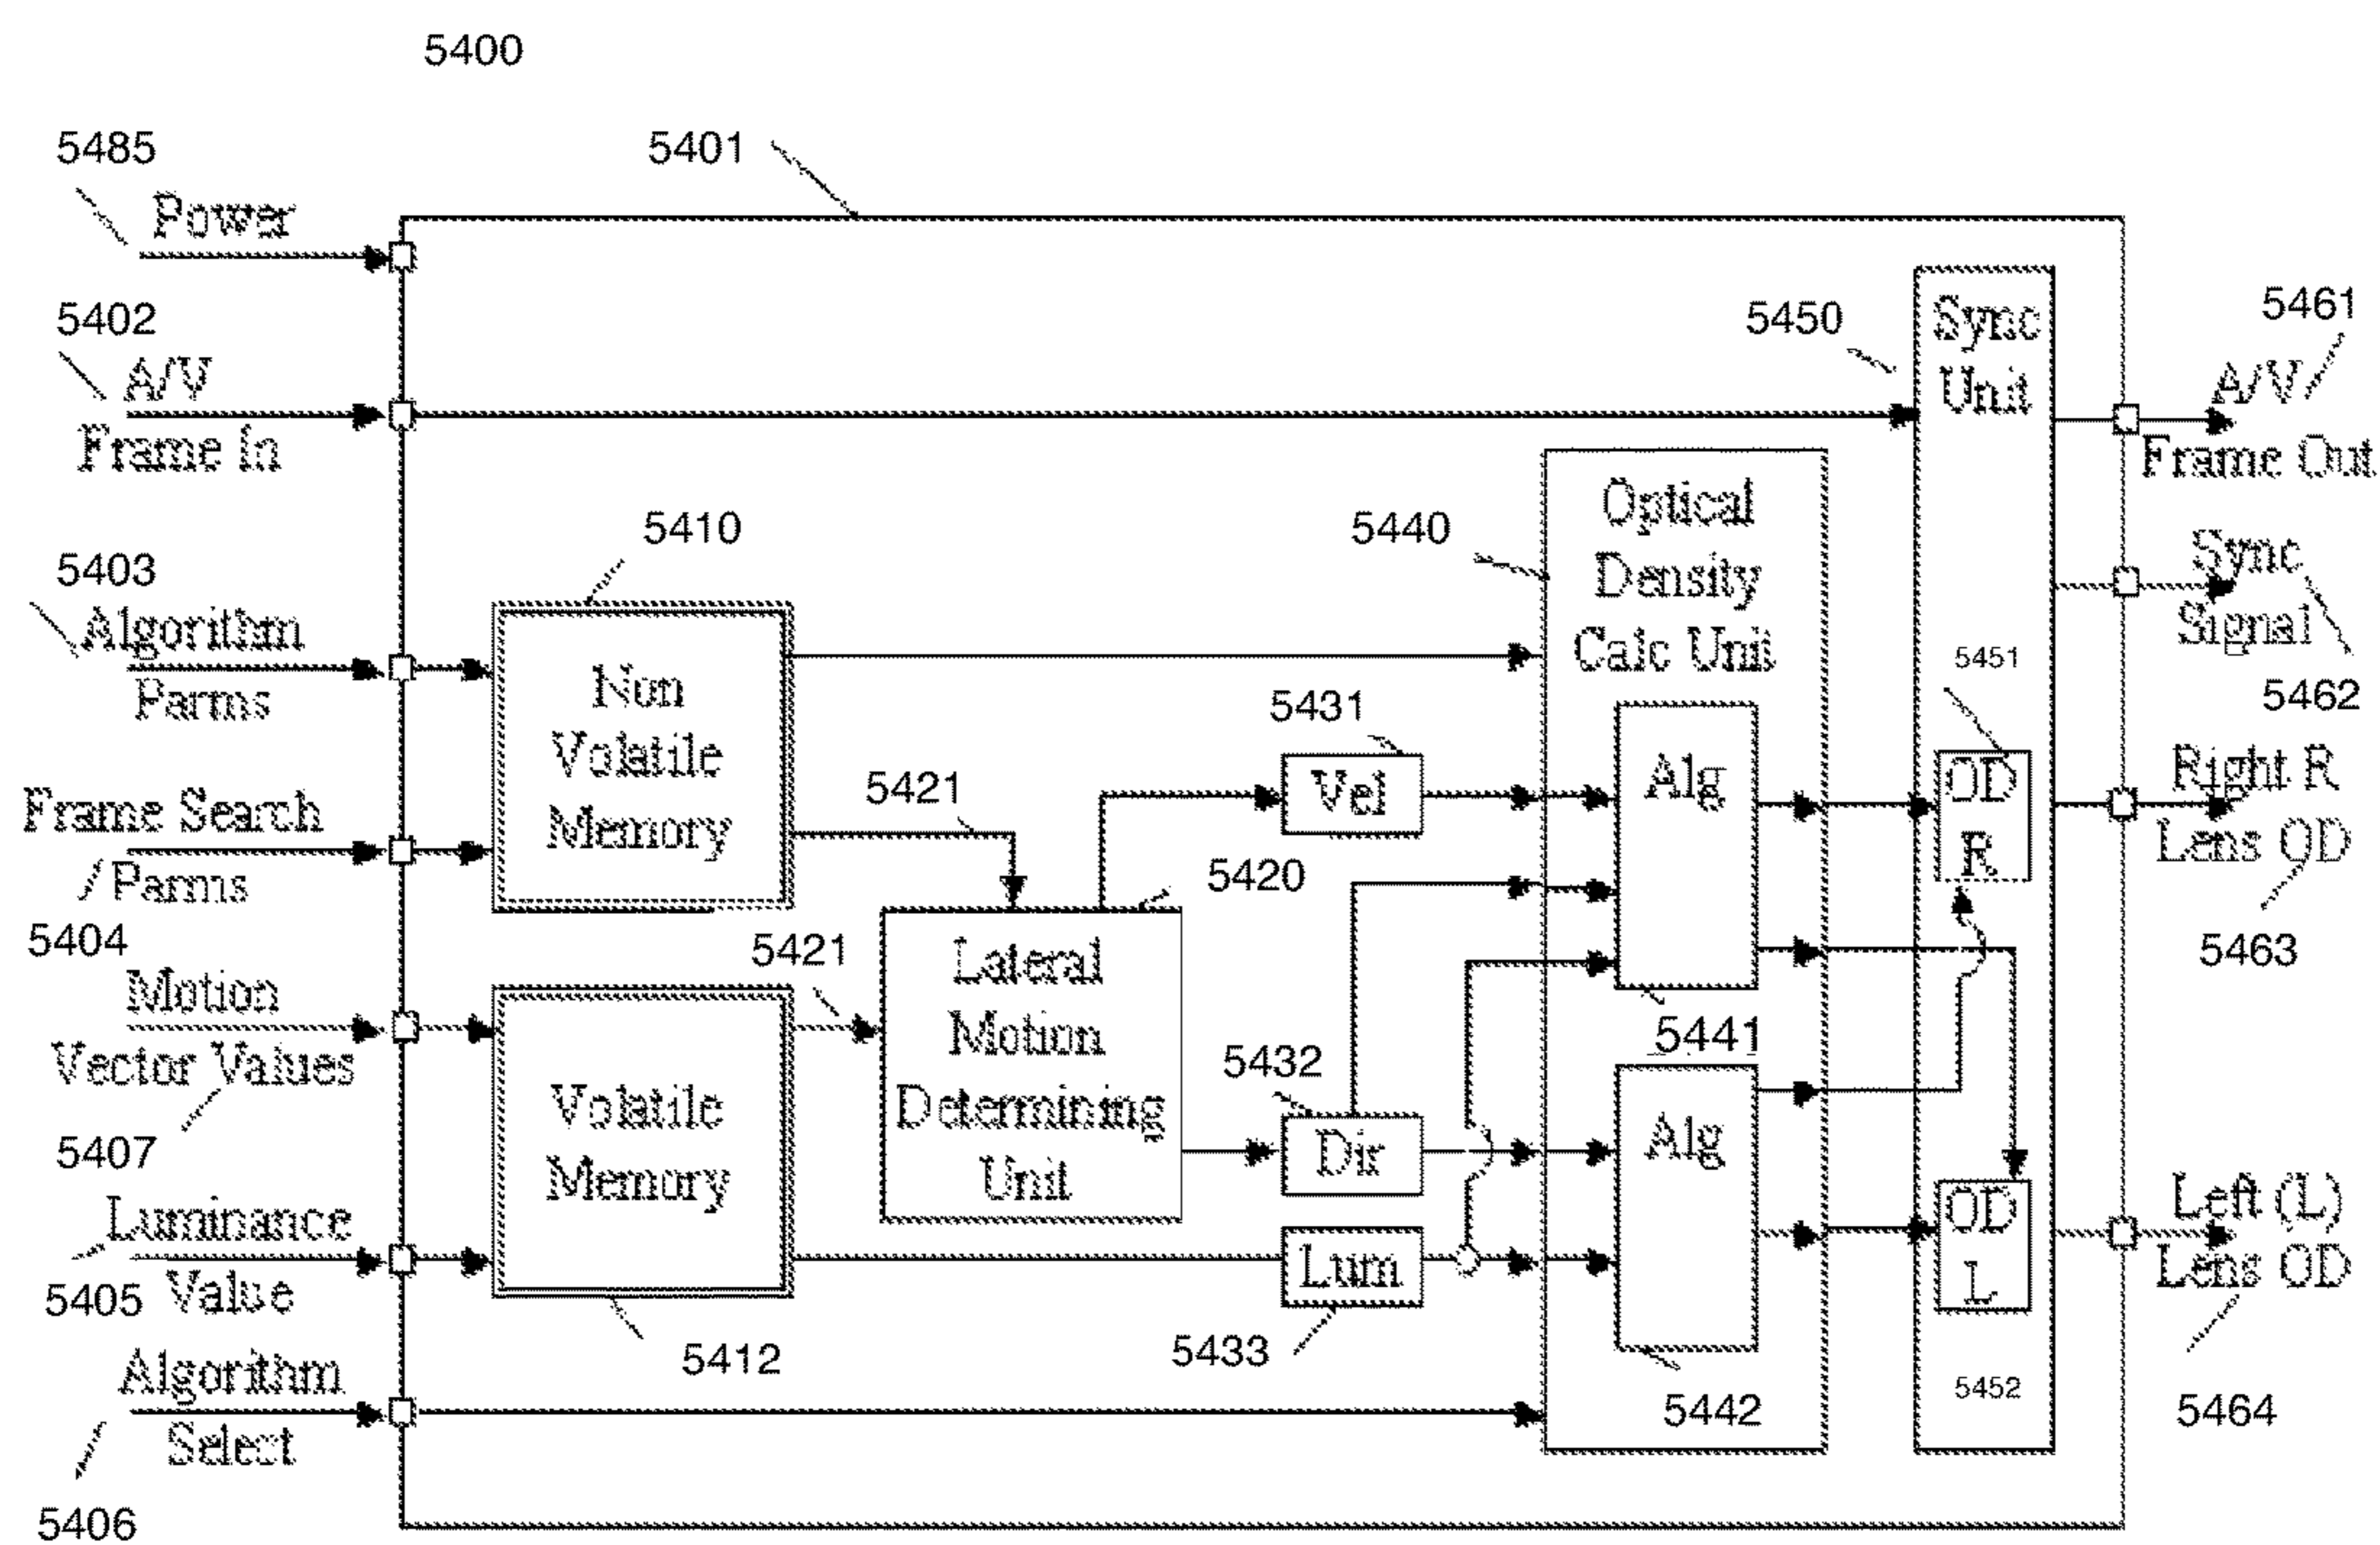 5400
5485
Power
5401
5402
A/V
Frame In
5403
Algorithm
Parms
Frame Search
Parms
5404
Motion
Vector Values
5407
Luminance
5405
Value
Algorithm
Select
5406
5410
Non
Volatile
Memory
5421
5421
Volatile
Memory
5412
5420
Lateral
Motion
Determining
Unit
5431
Vel
5432
Dir
Lum
5433
5440
Optical
Density
Calc Unit
Alg
5441
Alg
5442
5450
Sync
Unit
5451
OD
R
OD
L
5452
5461
A/V
Frame Out
Sync
Signal
5462
Right R
Lens OD
5463
Left (L)
Lens OD
5464